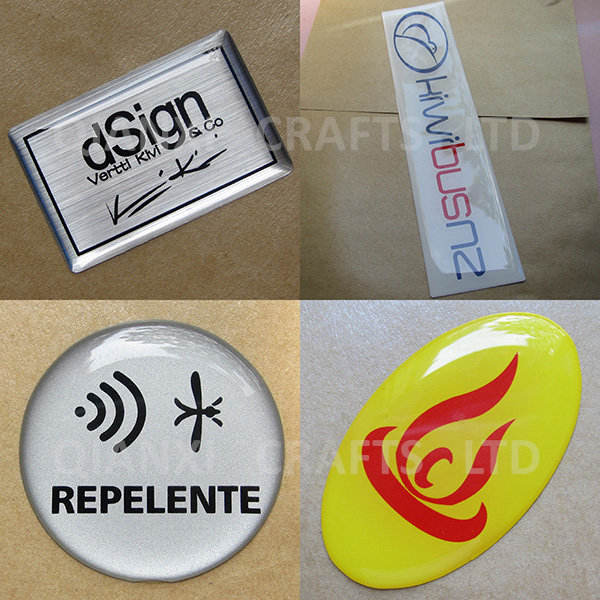 dSign
Vertti Kivi & Co
kiwibusnz
QIANXI CRAFTS LTD
REPELENTE
QIANXI CRAFTS LTD